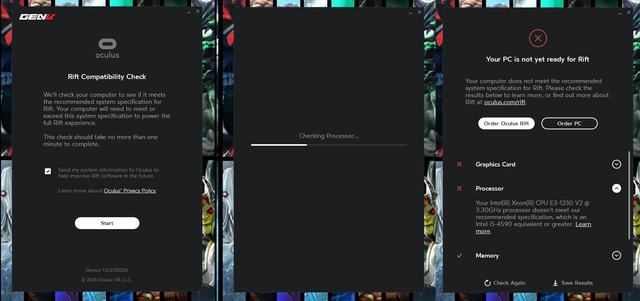 GENK
oculus
Rift Compatibility Check
We'll check your computer to see if it meets
the recommended system specification for
Rift. Your computer will need to meet or
exceed this system specification to power the
full Rift experience.
This check should take no more than one
minute to complete.
Send my system information to Oculus to
help improve Rift software in the future.
Learn more about Oculus' Privacy Policy.
Start
Version 1.0.0.150206
© 2016 Oculus VR, LLC.
Checking Processor...
Your PC is not yet ready for Rift
Your computer does not meet the recommended
system specification for Rift. Please check the
results below to learn more, or find out more about
Rift at oculus.com/rift.
Order Oculus Rift
Order PC
Graphics Card
Processor
Your Intel(R) Xeon(R) CPU E3-1230 V2 @
3.30GHz processor doesn't meet our
recommended specification, which is an
Intel i5-4590 equivalent or greater. Learn
more.
Memory
Check Again
Save Results